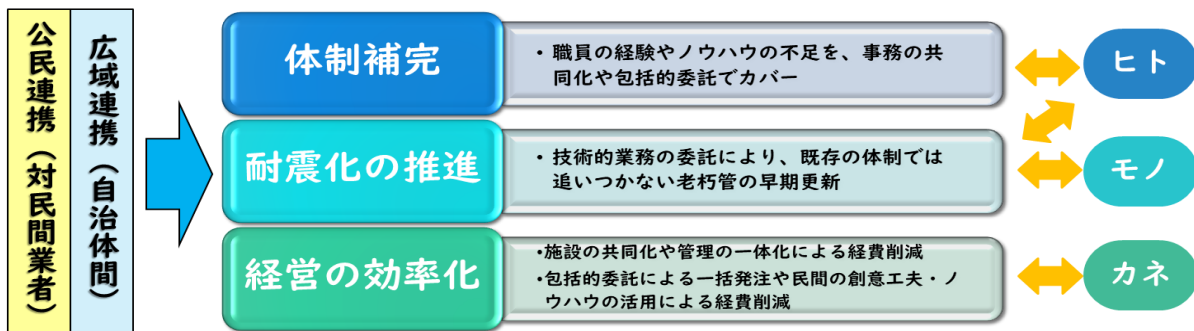 公民連携（対民間業者）
広域連携（自治体間）
体制補完
・職員の経験やノウハウの不足を、事務の共
同化や包括的委託でカバー
ヒト
耐震化の推進
・技術的業務の委託により、既存の体制では
追いつかない老朽管の早期更新
モノ
経営の効率化
・施設の共同化や管理の一体化による経費削減
・包括的委託による一括発注や民間の創意工夫・ノ
ウハウの活用による経費削減
カネ